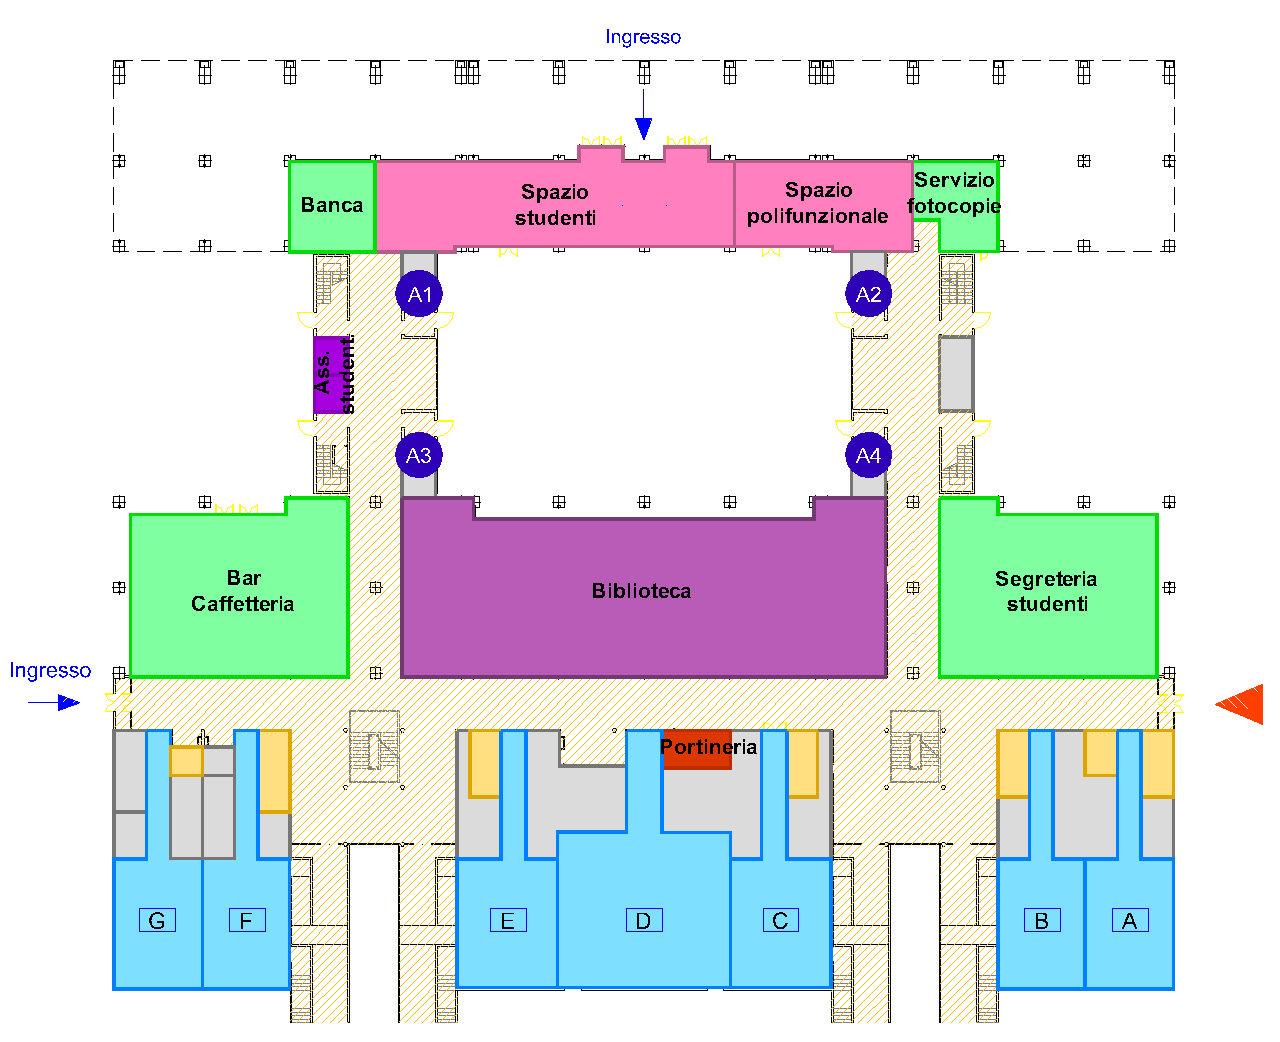 Ingresso
Banca
Spazio
studenti
Spazio
polifunzionale
Servizio
fotocopie
A1
A2
Ass.
student.
A3
A4
Bar
Caffetteria
Biblioteca
Segreteria
studenti
Ingresso
Portineria
G
F
E
D
C
B
A